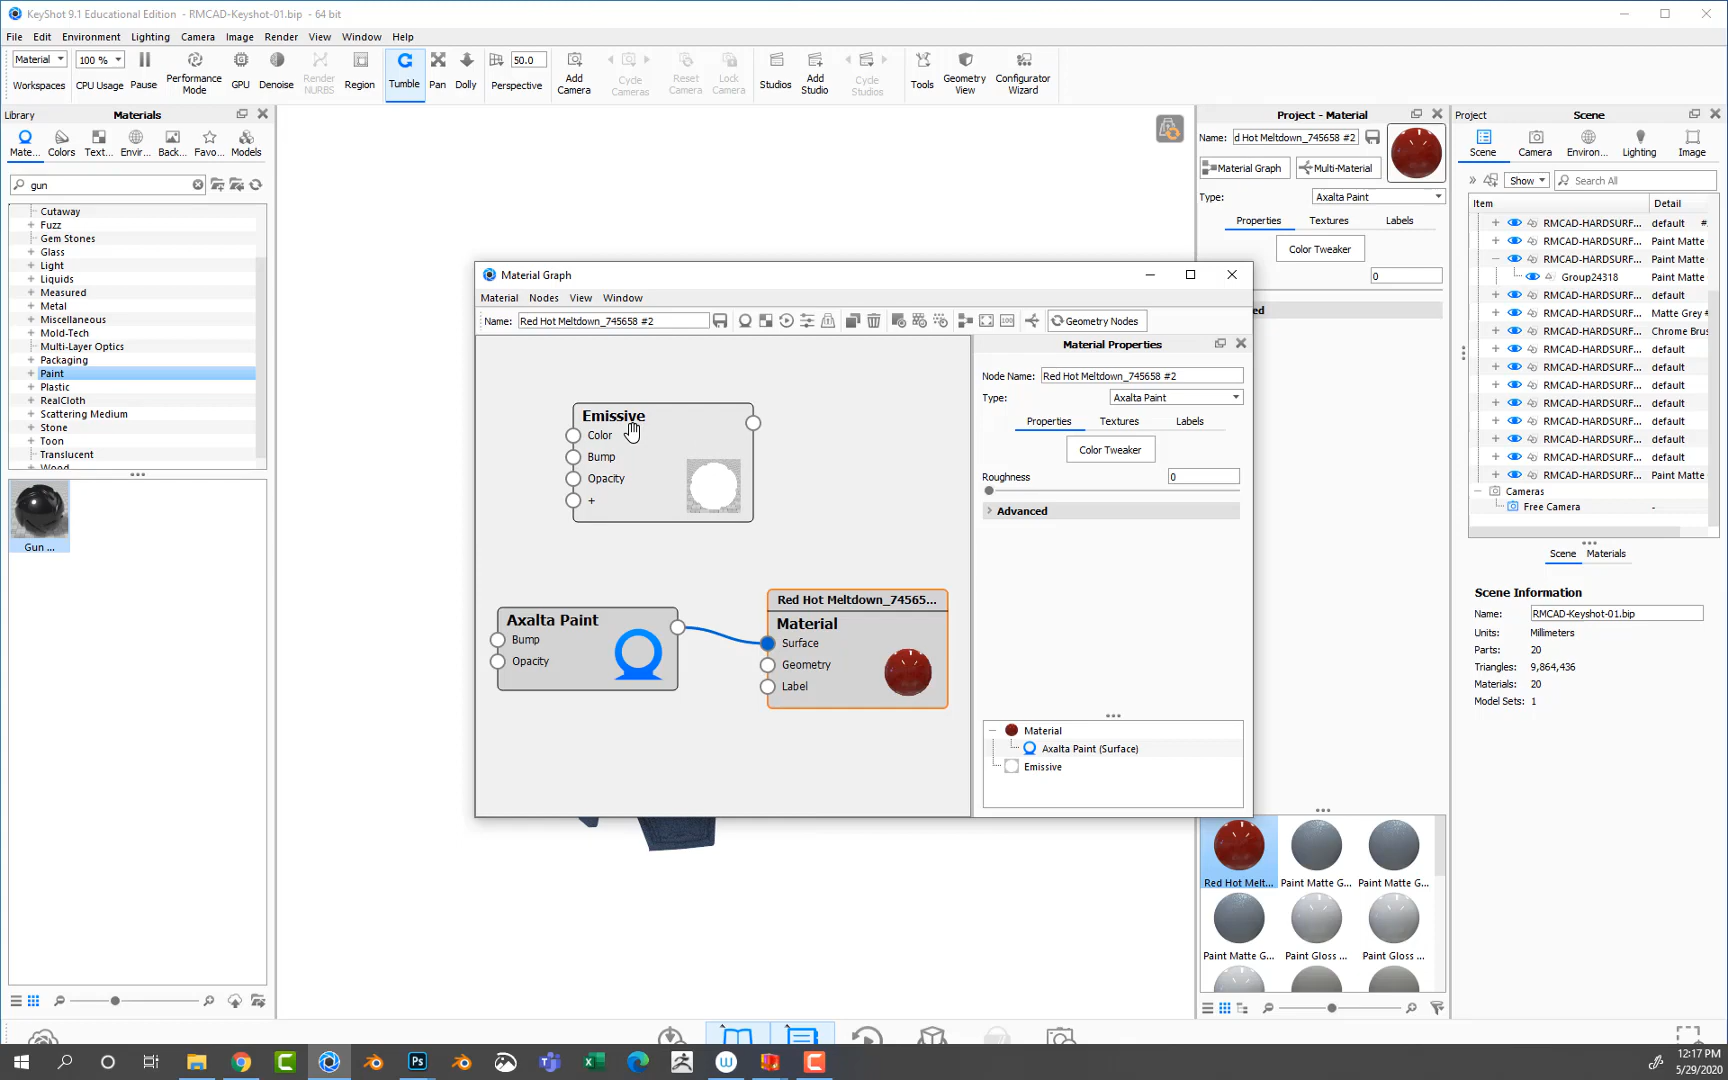 KeyShot 9.1 Educational Edition - RMCAD-Keyshot-01.bip - 64 bit
File Edit Environment Lighting Camera Image Render View Window Help
Material 100 % 50.0
Workspaces CPU Usage Pause Performance Mode GPU Denoise Render NURBS Region Tumble Pan Dolly Perspective Add Camera Cycle Cameras Reset Camera Lock Camera Studios Add Studio Cycle Studios Tools Geometry View Configurator Wizard
Library Materials
Mate... Colors Text... Envir... Back... Favo... Models
gun
Cutaway
Fuzz
Gem Stones
Glass
Light
Liquids
Measured
Metal
Miscellaneous
Mold-Tech
Multi-Layer Optics
Packaging
Paint
Plastic
RealCloth
Scattering Medium
Stone
Toon
Translucent
Wood
Gun ...
Material Graph
Material Nodes View Window
Name: Red Hot Meltdown_745658 #2
Geometry Nodes
Emissive
Color
Bump
Opacity
+
Axalta Paint
Bump
Opacity
Red Hot Meltdown_74565...
Material
Surface
Geometry
Label
Material Properties
Node Name: Red Hot Meltdown_745658 #2
Type: Axalta Paint
Properties Textures Labels
Color Tweaker
Roughness 0
Advanced
Material
Axalta Paint (Surface)
Emissive
Project - Material
Name: d Hot Meltdown_745658 #2
Material Graph Multi-Material
Type: Axalta Paint
Properties Textures Labels
Color Tweaker
0
ed
Red Hot Melt... Paint Matte G... Paint Matte G...
Paint Matte G... Paint Gloss ... Paint Gloss ...
Project Scene
Scene Camera Environ... Lighting Image
Show Search All
Item Detail
RMCAD-HARDSURF... default #
RMCAD-HARDSURF... Paint Matte
RMCAD-HARDSURF... Paint Matte
Group24318 Paint Matte
RMCAD-HARDSURF... default
RMCAD-HARDSURF... Matte Grey #
RMCAD-HARDSURF... Chrome Brus
RMCAD-HARDSURF... default
RMCAD-HARDSURF... default
RMCAD-HARDSURF... default
RMCAD-HARDSURF... default
RMCAD-HARDSURF... default
RMCAD-HARDSURF... default
RMCAD-HARDSURF... default
RMCAD-HARDSURF... Paint Matte
Cameras
Free Camera -
Scene Materials
Scene Information
Name: RMCAD-Keyshot-01.bip
Units: Millimeters
Parts: 20
Triangles: 9,864,436
Materials: 20
Model Sets: 1
12:17 PM
5/29/2020